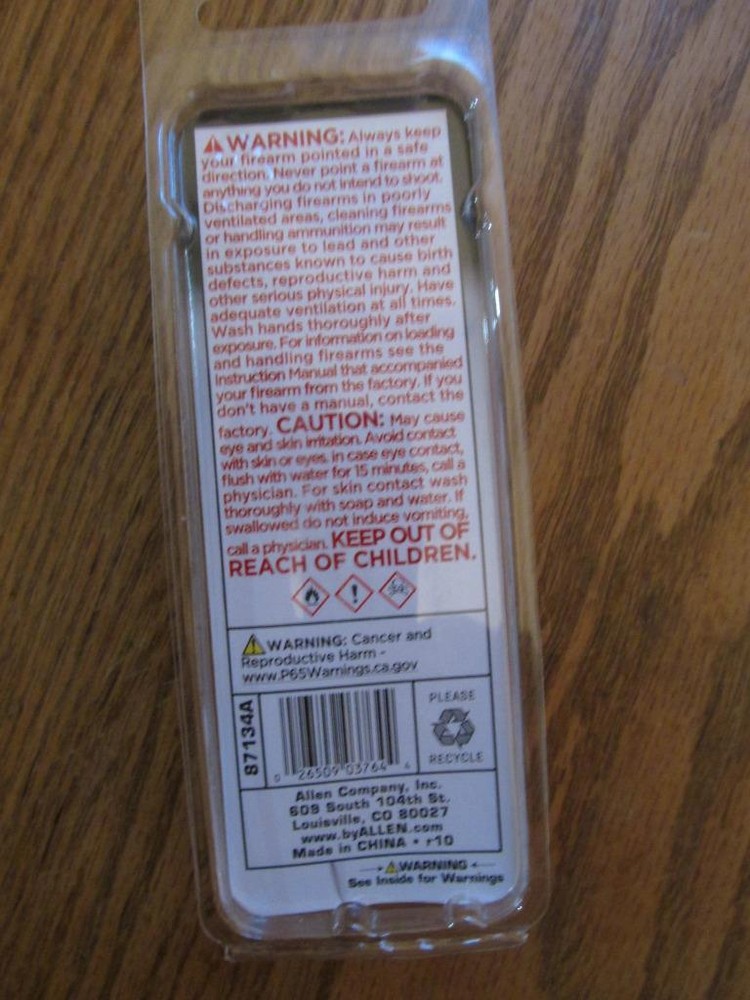 WARNING: Always keep
your firearm pointed in a safe
direction. Never point a firearm at
anything you do not intend to shoot.
Discharging firearms in poorly
ventilated areas, cleaning firearms
or handling ammunition may result
in exposure to lead and other
substances known to cause birth
defects, reproductive harm and
other serious physical injury. Have
adequate ventilation at all times.
Wash hands thoroughly after
exposure. For information on loading
and handling firearms see the
Instruction Manual that accompanied
your firearm from the factory. If you
don't have a manual, contact the
factory. CAUTION: May cause
eye and skin irritation. Avoid contact
with skin or eyes, in case eye contact,
flush with water for 15 minutes, call a
physician. For skin contact wash
thoroughly with soap and water. If
swallowed do not induce vomiting,
call a physician. KEEP OUT OF
REACH OF CHILDREN.
WARNING: Cancer and
Reproductive Harm -
www.P65Warnings.ca.gov
87134A
0 26509 03764 4
PLEASE
RECYCLE
Allen Company, Inc.
609 South 104th St.
Louisville, CO 80027
www.byALLEN.com
Made in CHINA • r10
WARNING
See Inside for Warnings